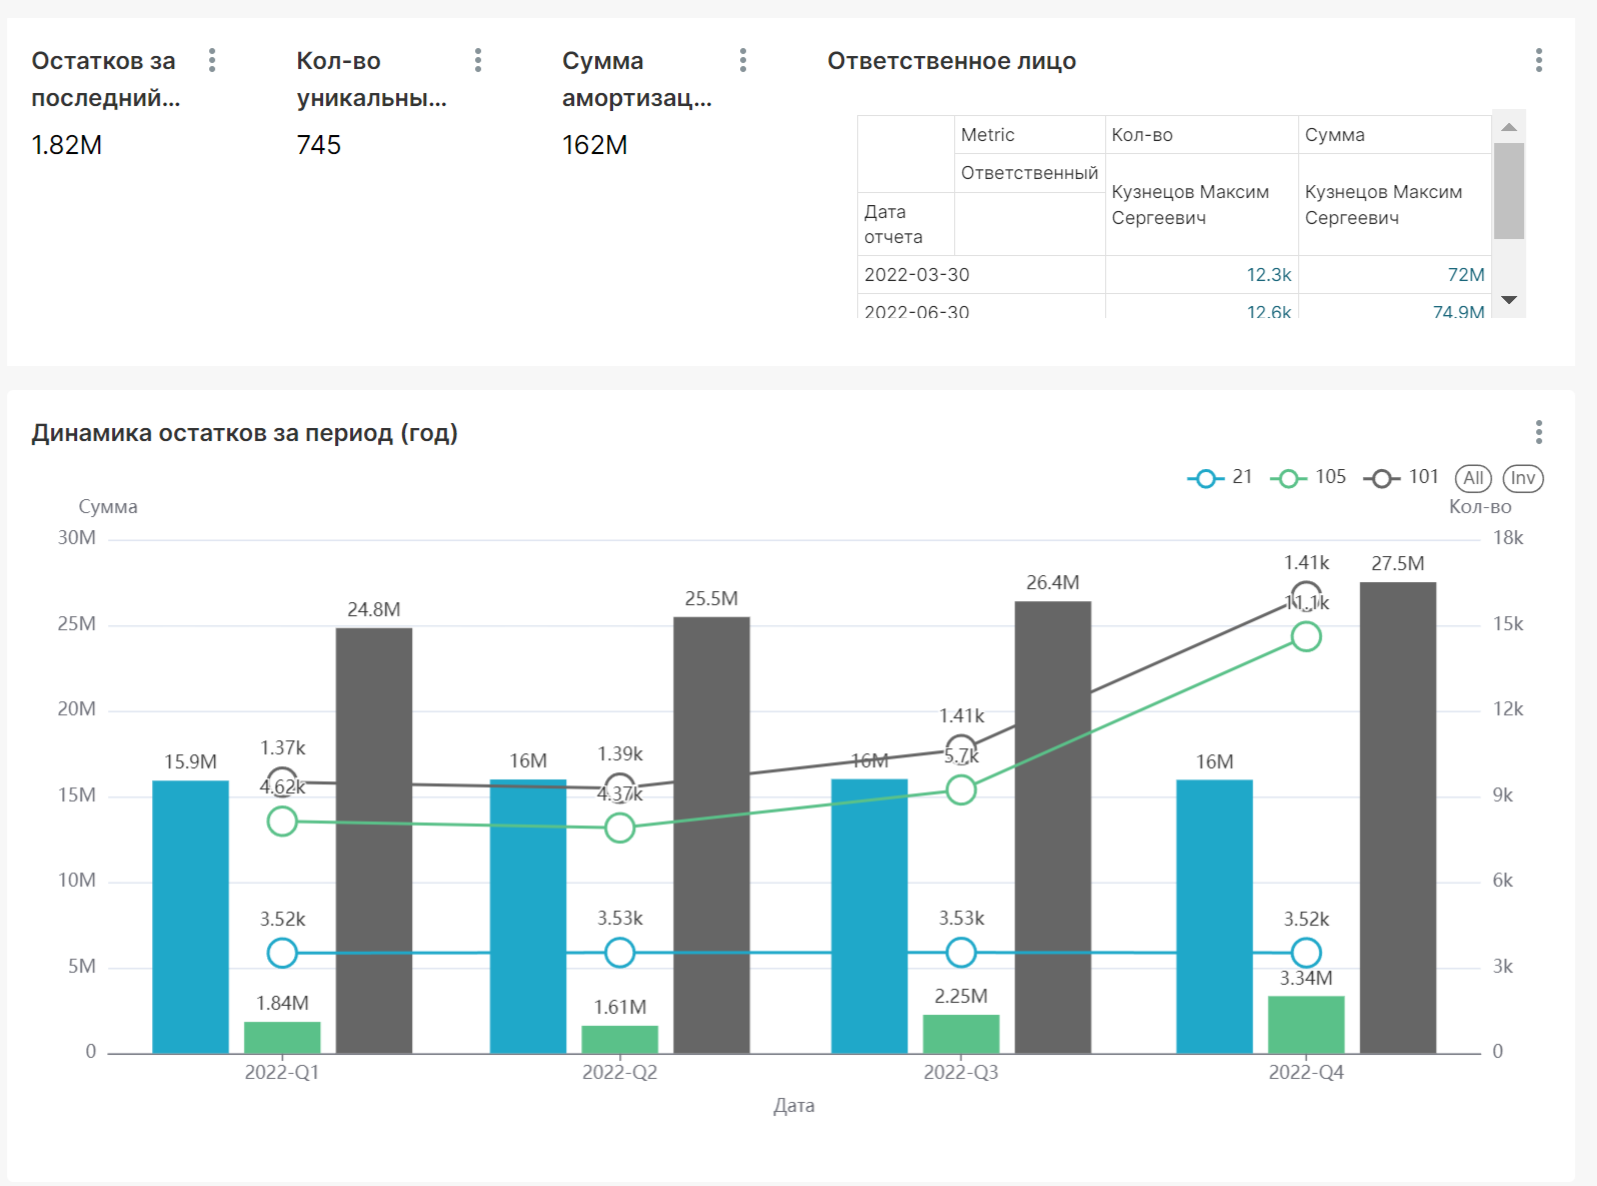 Остатков за
последний...
1.82M
Кол-во
уникальны...
745
Сумма
амортизац...
162M
Ответственное лицо
Metric
Кол-во
Сумма
Ответственный
Кузнецов Максим
Сергеевич
Кузнецов Максим
Сергеевич
Дата
отчета
2022-03-30
12.3k
72M
2022-06-30
12.6k
74.9M
Динамика остатков за период (год)
21
105
101
All
Inv
Сумма
Кол-во
30M
18k
1.41k
27.5M
26.4M
11.1k
24.8M
25.5M
25M
15k
20M
12k
1.41k
1.37k
1.39k
15.9M
16M
16M
5.7k
16M
4.62k
4.37k
15M
9k
10M
6k
3.52k
3.53k
3.53k
3.52k
5M
3k
3.34M
1.84M
1.61M
2.25M
0
0
2022-Q1
2022-Q2
2022-Q3
2022-Q4
Дата